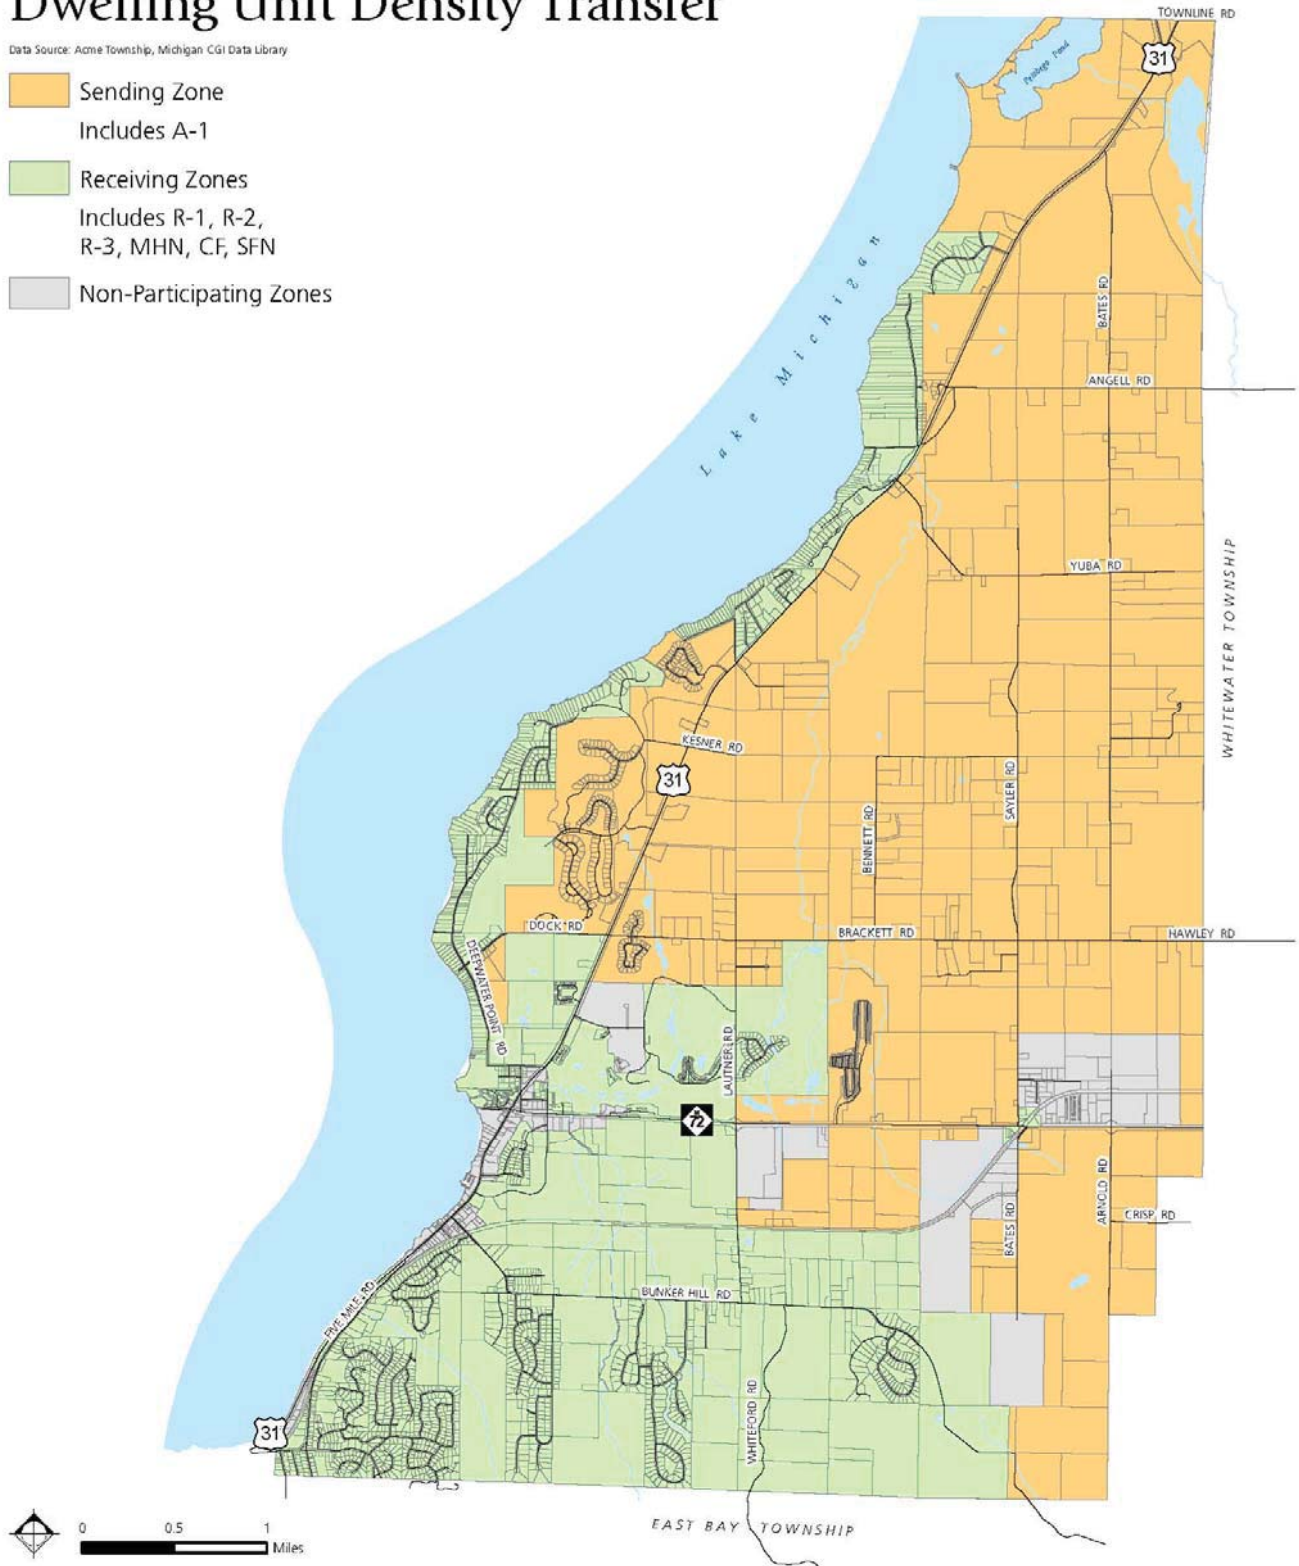 Dwelling Unit Density Transfer
Data Source: Acme Township, Michigan CGI Data Library
Sending Zone
Includes A-1
Receiving Zones
Includes R-1, R-2,
R-3, MHN, CF, SFN
Non-Participating Zones
TOWNLINE RD
31
Petobego Pond
Lake Michigan
BATES RD
ANGELL RD
YUBA RD
WHITEWATER TOWNSHIP
KESNER RD
31
SAYLER RD
BENNETT RD
DOCK RD
BRACKETT RD
HAWLEY RD
DEEPWATER POINT RD
LAUTNER RD
M
72
ARNOLD RD
BATES RD
CRISP RD
BUNKER HILL RD
FIVE MILE RD
WHITEFORD RD
31
EAST BAY TOWNSHIP
0 0.5 1
Miles